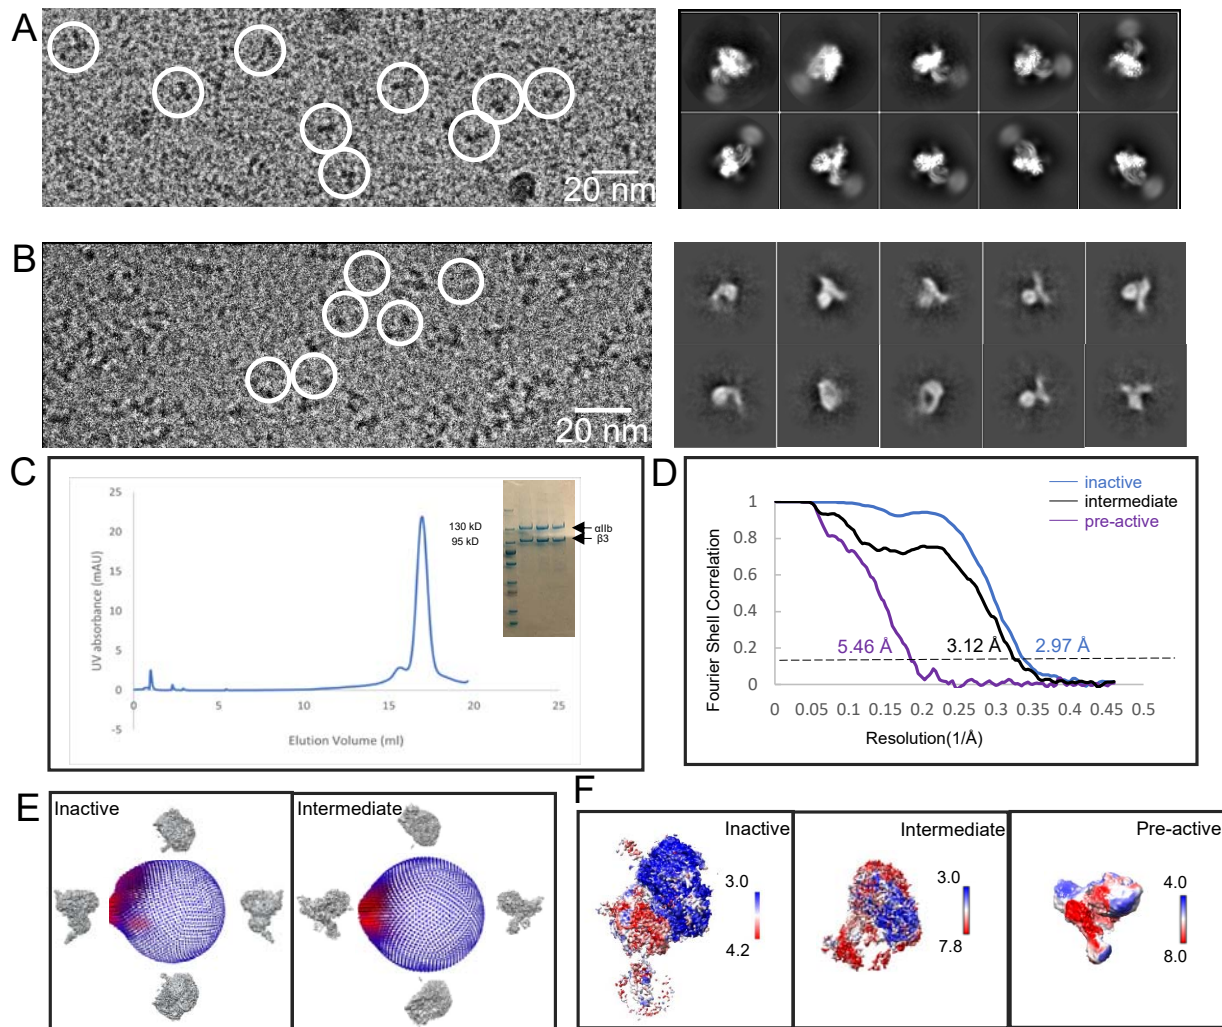 A
20 nm
B
20 nm
C
25
20
15
10
5
0
-5
UV absorbance (mAU)
0 5 10 15 20 25
Elution Volume (ml)
130 kD
αIIb
95 kD
β3
D
inactive
intermediate
pre-active
1
0.8
0.6
0.4
0.2
0
Fourier Shell Correlation
5.46 Å 3.12 Å 2.97 Å
0 0.05 0.1 0.15 0.2 0.25 0.3 0.35 0.4 0.45 0.5
Resolution(1/Å)
E
Inactive
Intermediate
F
Inactive
3.0
4.2
Intermediate
3.0
7.8
Pre-active
4.0
8.0